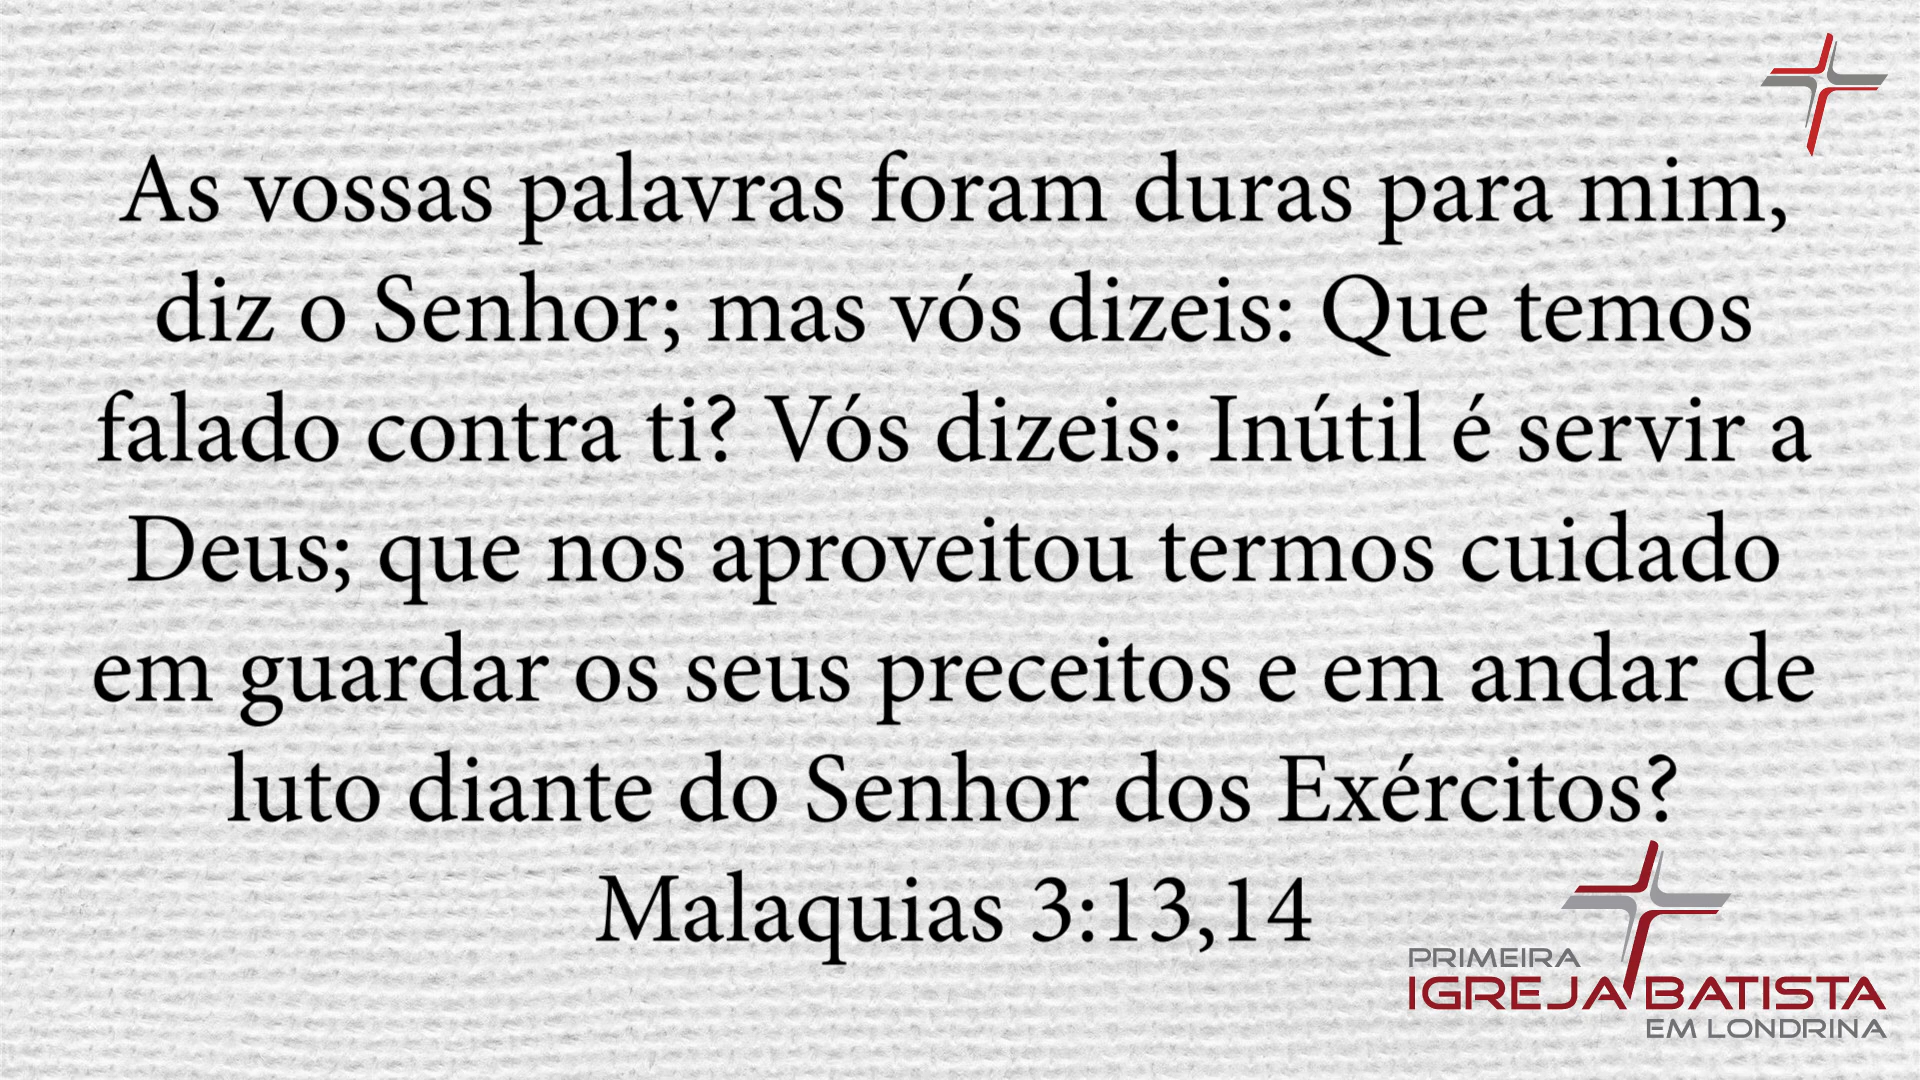 As vossas palavras foram duras para mim,
diz o Senhor; mas vós dizeis: Que temos
falado contra ti? Vós dizeis: Inútil é servir a
Deus; que nos aproveitou termos cuidado
em guardar os seus preceitos e em andar de
luto diante do Senhor dos Exércitos?
Malaquias 3:13,14
PRIMEIRA
IGREJA BATISTA
EM LONDRINA